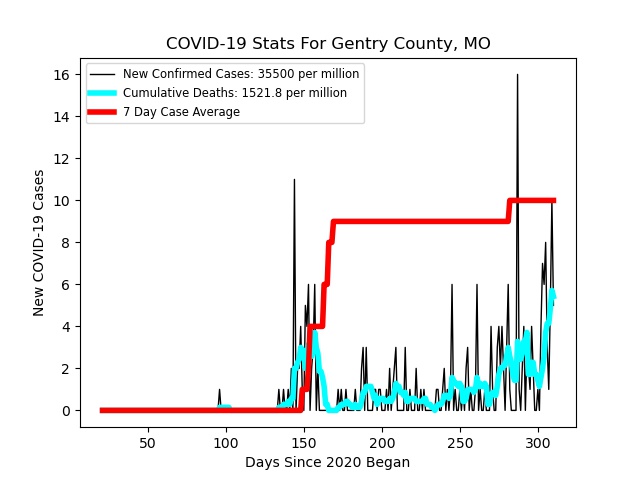 COVID-19 Stats For Gentry County, MO
New Confirmed Cases: 35500 per million
Cumulative Deaths: 1521.8 per million
7 Day Case Average
16
14
12
10
8
6
4
2
0
New COVID-19 Cases
50 100 150 200 250 300
Days Since 2020 Began